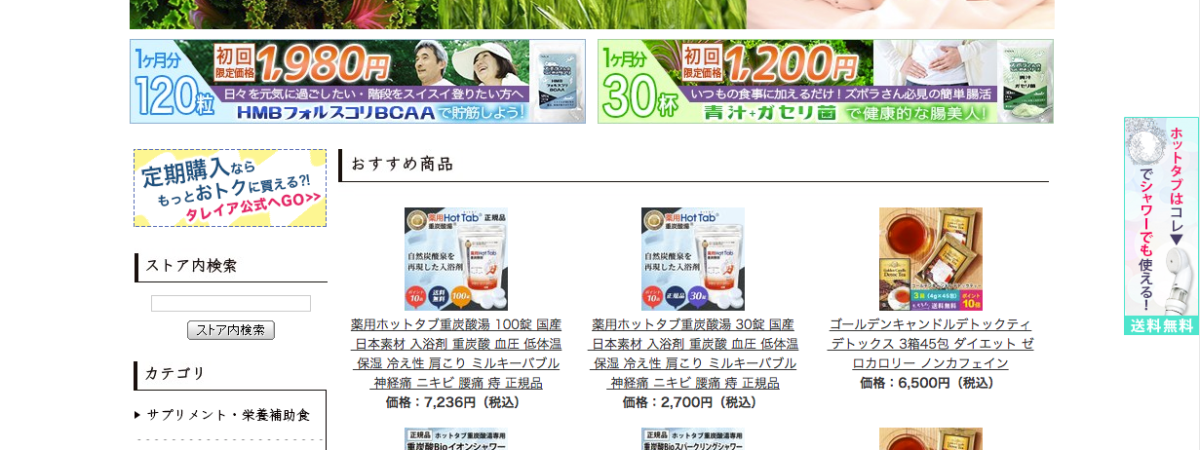 1ヶ月分
120粒
初回
限定価格
1,980円
日々を元気に過ごしたい・階段をスイスイ登りたい方へ
HMBフォルスコリBCAAで貯筋しよう!
1ヶ月分
30杯
初回
限定価格
1,200円
いつもの食事に加えるだけ!ズボラさん必見の簡単腸活
青汁+ガセリ菌で健康的な腸美人!
定期購入なら
もっとおトクに買える?!
タレイア公式へGO>>
ストア内検索
ストア内検索
カテゴリ
サプリメント・栄養補助食
おすすめ商品
薬用Hot Tab 正規品
重炭酸湯
自然炭酸泉を
再現した入浴剤
ポイント
10倍
送料
無料
100錠
薬用ホットタブ重炭酸湯 100錠 国産
日本素材 入浴剤 重炭酸 血圧 低体温
保湿 冷え性 肩こり ミルキーバブル
神経痛 ニキビ 腰痛 痔 正規品
価格:7,236円(税込)
薬用Hot Tab
重炭酸湯
自然炭酸泉を
再現した入浴剤
ポイント
10倍
正規品
30錠
薬用ホットタブ重炭酸湯 30錠 国産
日本素材 入浴剤 重炭酸 血圧 低体温
保湿 冷え性 肩こり ミルキーバブル
神経痛 ニキビ 腰痛 痔 正規品
価格:2,700円(税込)
3箱(4g×45包)
ポイント
10倍
ゴールデンキャンドルデトックティ
デトックス 3箱45包 ダイエット ゼ
ロカロリー ノンカフェイン
価格:6,500円(税込)
正規品 ホットタブ重炭酸湯専用
重炭酸Bioイオンシャワー
正規品 ホットタブ重炭酸湯専用
重炭酸Bioスパークリングシャワー
ホットタブはコレ▼
でシャワーでも使える!
送料無料